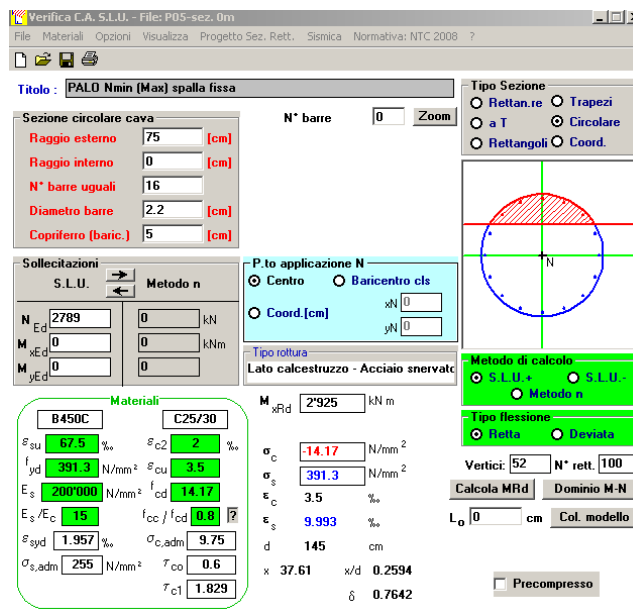 Verifica C.A. S.L.U. - File: P05-sez. 0m
File Materiali Opzioni Visualizza Progetto Sez. Rett. Sismica Normativa: NTC 2008 ?
Titolo : PALO Nmin (Max) spalla fissa
N* barre 0 Zoom
Tipo Sezione
Rettan.re Trapezi
a T Circolare
Rettangoli Coord.
Sezione circolare cava
Raggio esterno 75 [cm]
Raggio interno 0 [cm]
N* barre uguali 16
Diametro barre 2.2 [cm]
Copriferro (baric.) 5 [cm]
N
Sollecitazioni
S.L.U. Metodo n
N Ed 2789 0 kN
M xEd 0 0 kNm
M yEd 0 0
P.to applicazione N
Centro Baricentro cls
Coord.[cm] xN 0
yN 0
Tipo rottura
Lato calcestruzzo - Acciaio snervato
Metodo di calcolo
S.L.U.+ S.L.U.-
Metodo n
Tipo flessione
Retta Deviata
Vertici: 52 N* rett. 100
Calcola MRd Dominio M-N
L o 0 cm Col. modello
Precompresso
Materiali
B450C C25/30
ε su 67.5 ‰ ε c2 2 ‰
f yd 391.3 N/mm² ε cu 3.5
E s 200'000 N/mm² f cd 14.17
E s /E c 15 f cc / f cd 0.8 ?
ε syd 1.957 ‰ σ c,adm 9.75
σ s,adm 255 N/mm² τ co 0.6
τ c1 1.829
M xRd 2'925 kN m
σ c -14.17 N/mm²
σ s 391.3 N/mm²
ε c 3.5 ‰
ε s 9.993 ‰
d 145 cm
x 37.61 x/d 0.2594
δ 0.7642